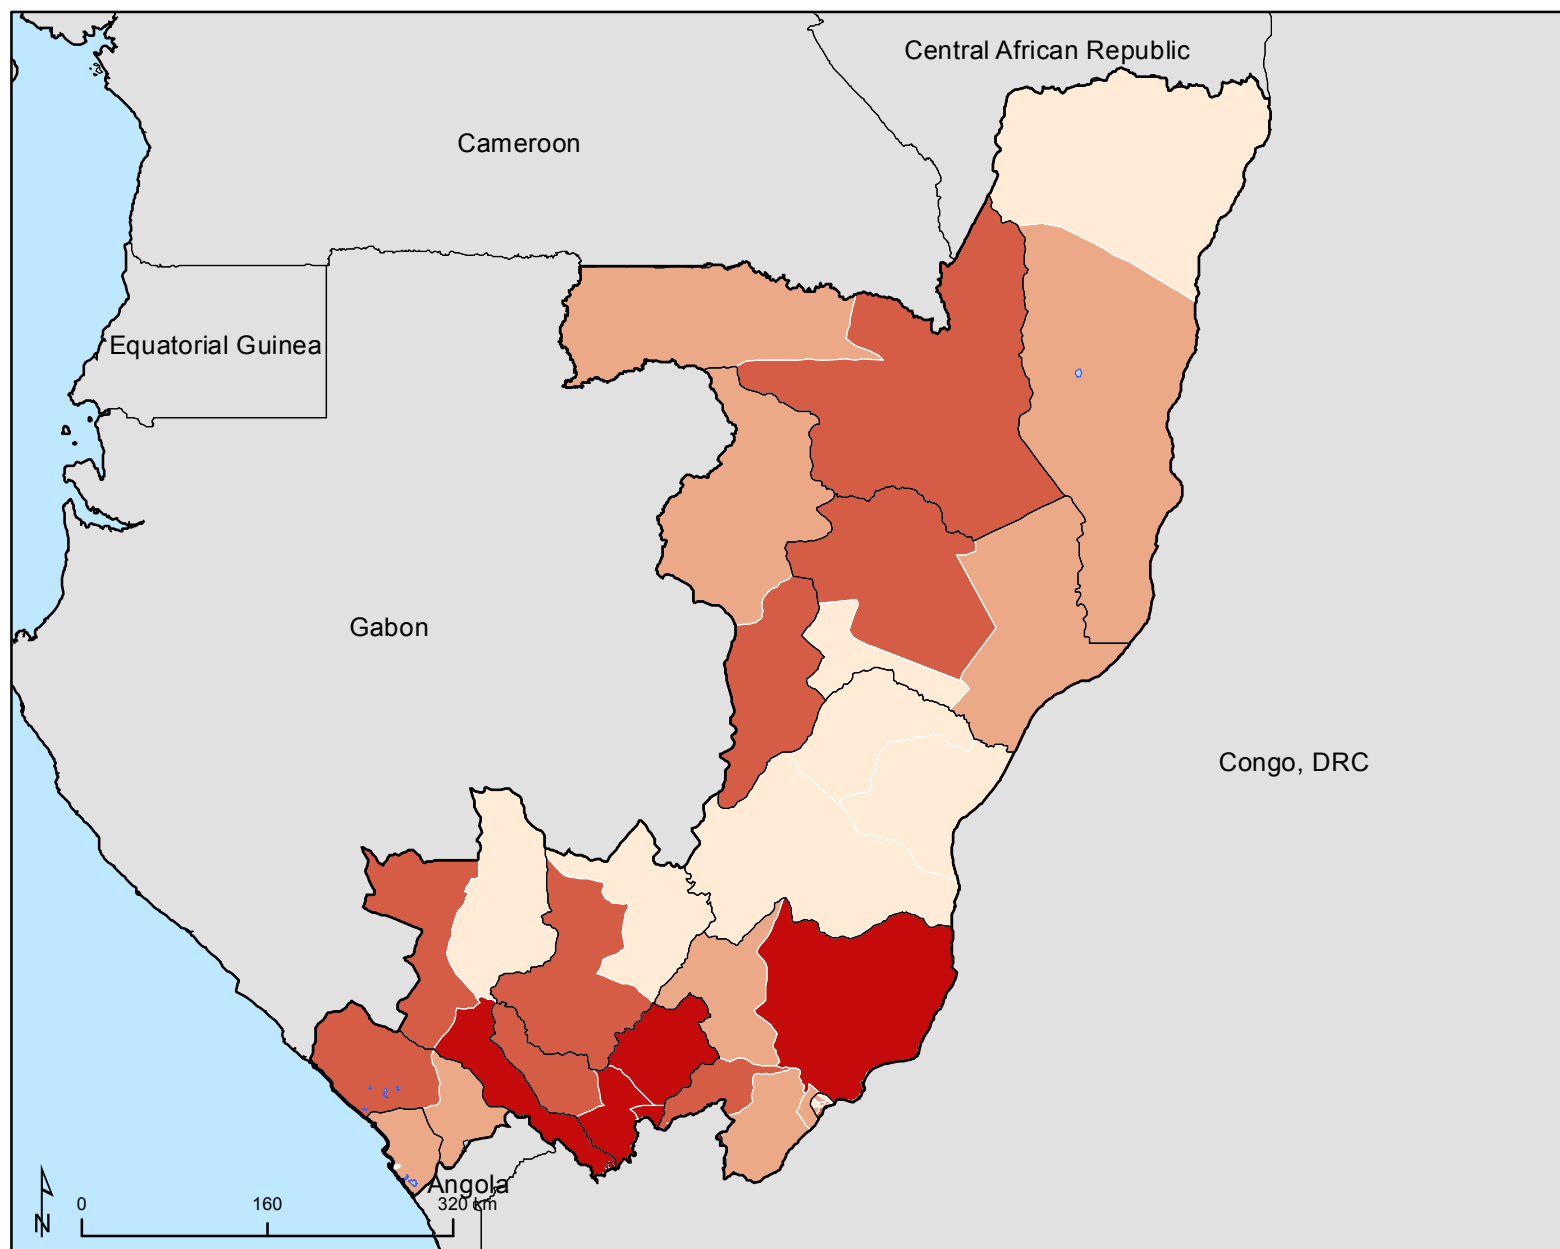 Central African Republic
Cameroon
Equatorial Guinea
Gabon
Congo, DRC
Angola
0 160 320 km
N